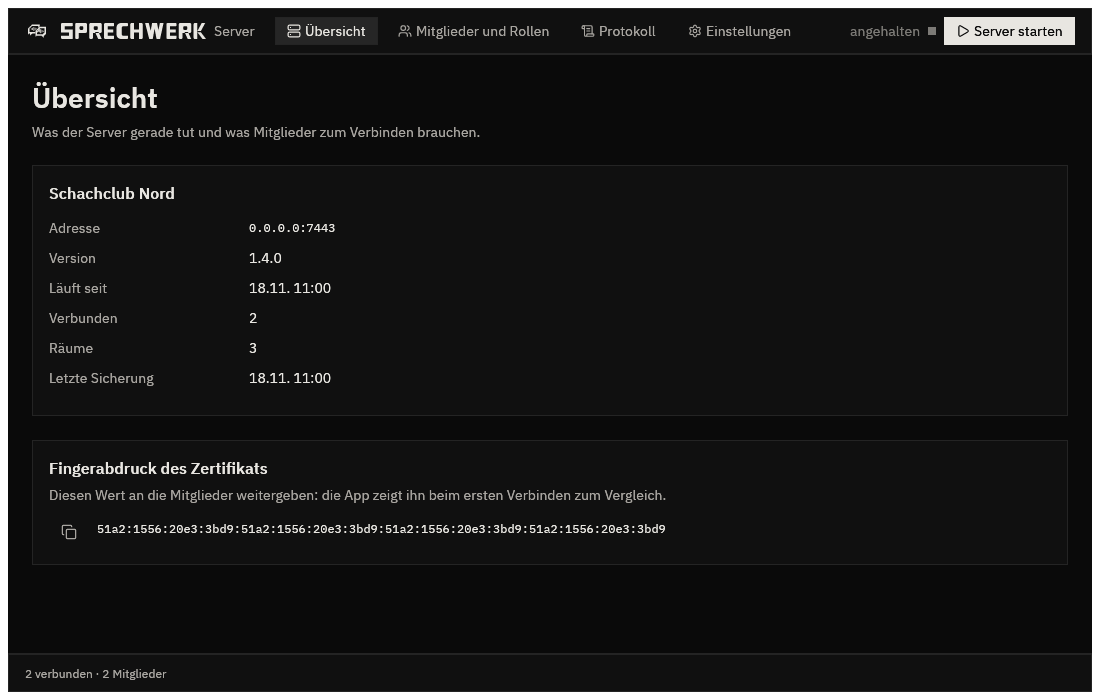 SPRECHWERK Server Übersicht Mitglieder und Rollen Protokoll Einstellungen angehalten Server starten
Übersicht
Was der Server gerade tut und was Mitglieder zum Verbinden brauchen.
Schachclub Nord
Adresse 0.0.0.0:7443
Version 1.4.0
Läuft seit 18.11. 11:00
Verbunden 2
Räume 3
Letzte Sicherung 18.11. 11:00
Fingerabdruck des Zertifikats
Diesen Wert an die Mitglieder weitergeben: die App zeigt ihn beim ersten Verbinden zum Vergleich.
51a2:1556:20e3:3bd9:51a2:1556:20e3:3bd9:51a2:1556:20e3:3bd9:51a2:1556:20e3:3bd9
2 verbunden · 2 Mitglieder